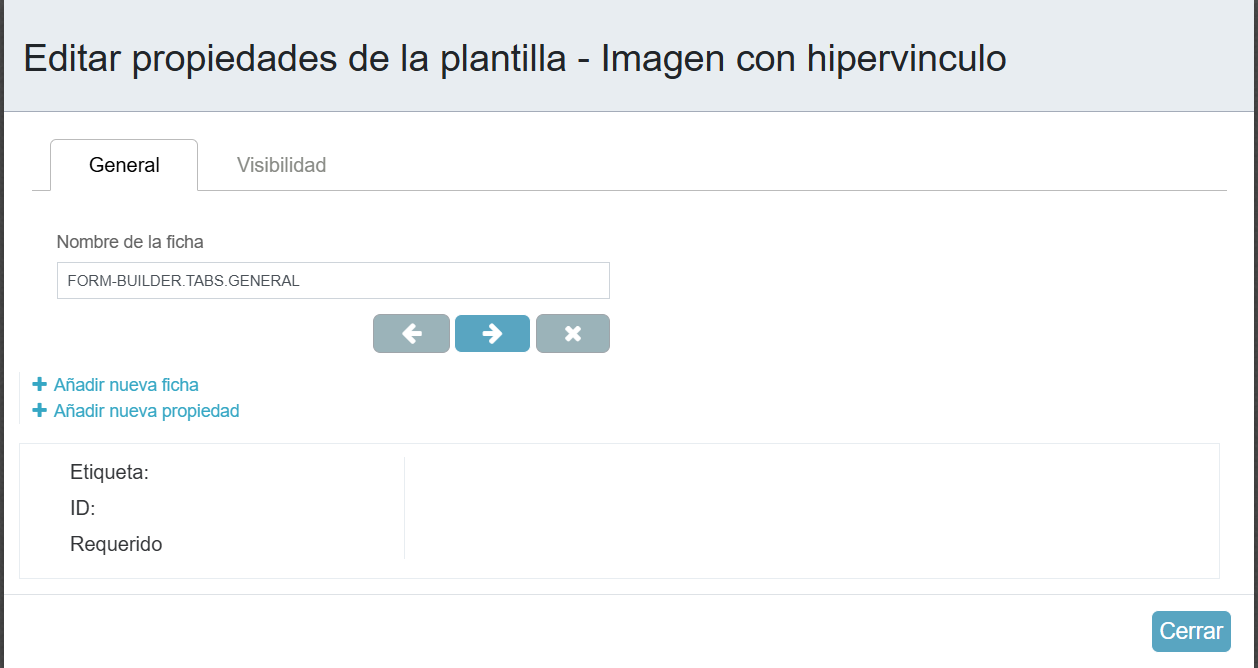 Editar propiedades de la plantilla - Imagen con hipervinculo
General
Visibilidad
Nombre de la ficha
FORM-BUILDER.TABS.GENERAL
Añadir nueva ficha
Añadir nueva propiedad
Etiqueta:
ID:
Requerido
Cerrar